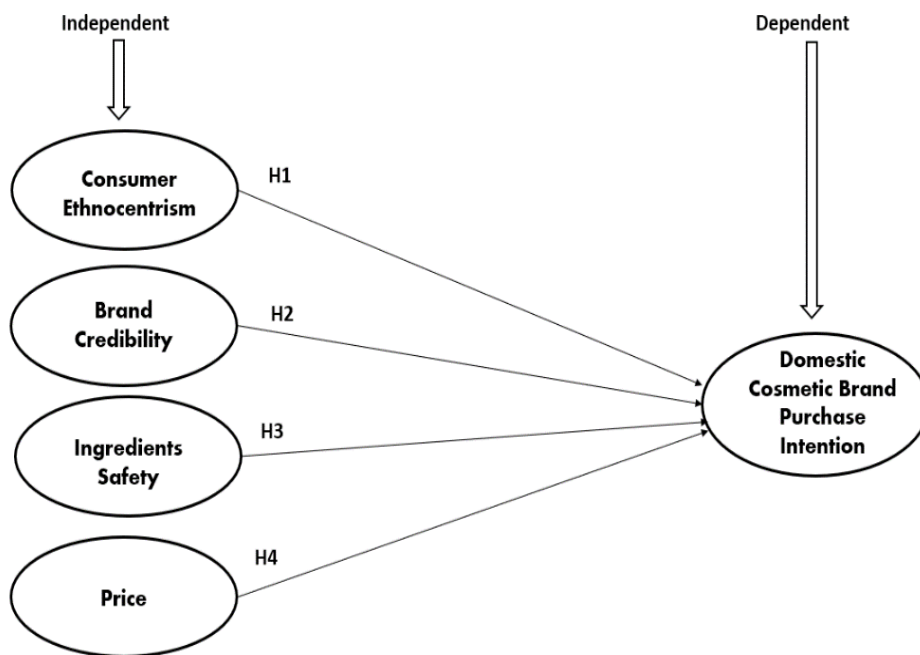 Independent
Dependent
Consumer
Ethnocentrism
H1
Brand
Credibility
H2
Ingredients
Safety
H3
Price
H4
Domestic
Cosmetic Brand
Purchase
Intention